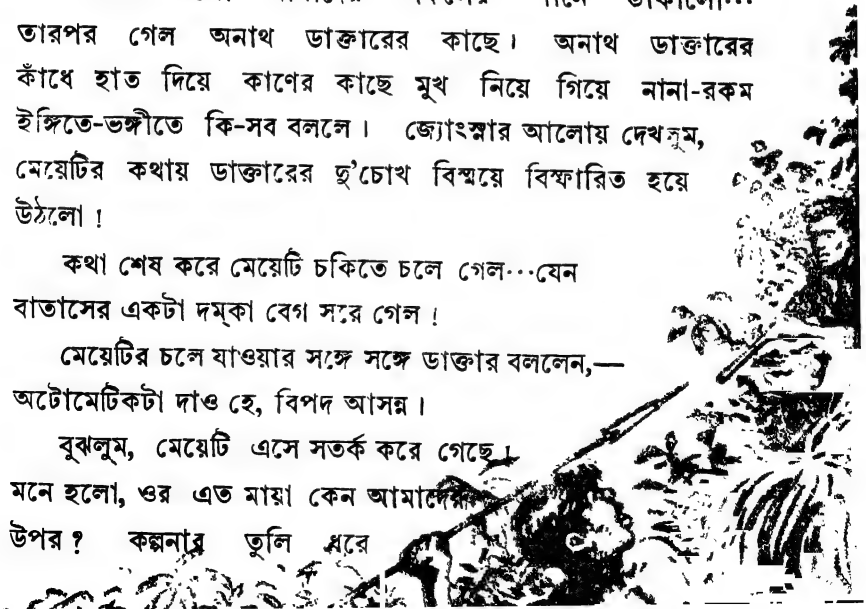 তাকালো...
তারপর গেল অনাথ ডাক্তারের কাছে। অনাথ ডাক্তারের
কাঁধে হাত দিয়ে কাণের কাছে মুখ নিয়ে গিয়ে নানা-রকম
ইঙ্গিতে-ভঙ্গীতে কি-সব বললে। জ্যোৎস্নার আলোয় দেখলুম,
মেয়েটির কথায় ডাক্তারের দু'চোখ বিস্ময়ে বিস্ফারিত হয়ে
উঠলো!
কথা শেষ করে মেয়েটি চকিতে চলে গেল...যেন
বাতাসের একটা দম্‌কা বেগ সরে গেল!
মেয়েটির চলে যাওয়ার সঙ্গে সঙ্গে ডাক্তার বললেন,—
অটোমেটিকটা দাও হে, বিপদ আসন্ন।
বুঝলুম, মেয়েটি এসে সতর্ক করে গেছে।
মনে হলো, ওর এত মায়া কেন আমাদের
উপর? কল্পনার তুলি ধরে